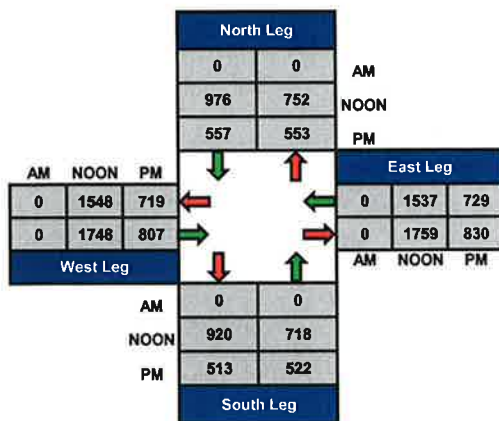 North Leg
0 0 AM
976 752 NOON
557 553 PM
AM NOON PM
East Leg
0 1548 719
0 1537 729
0 1748 807
0 1759 830
West Leg
AM NOON PM
AM 0 0
NOON 920 718
PM 513 522
South Leg